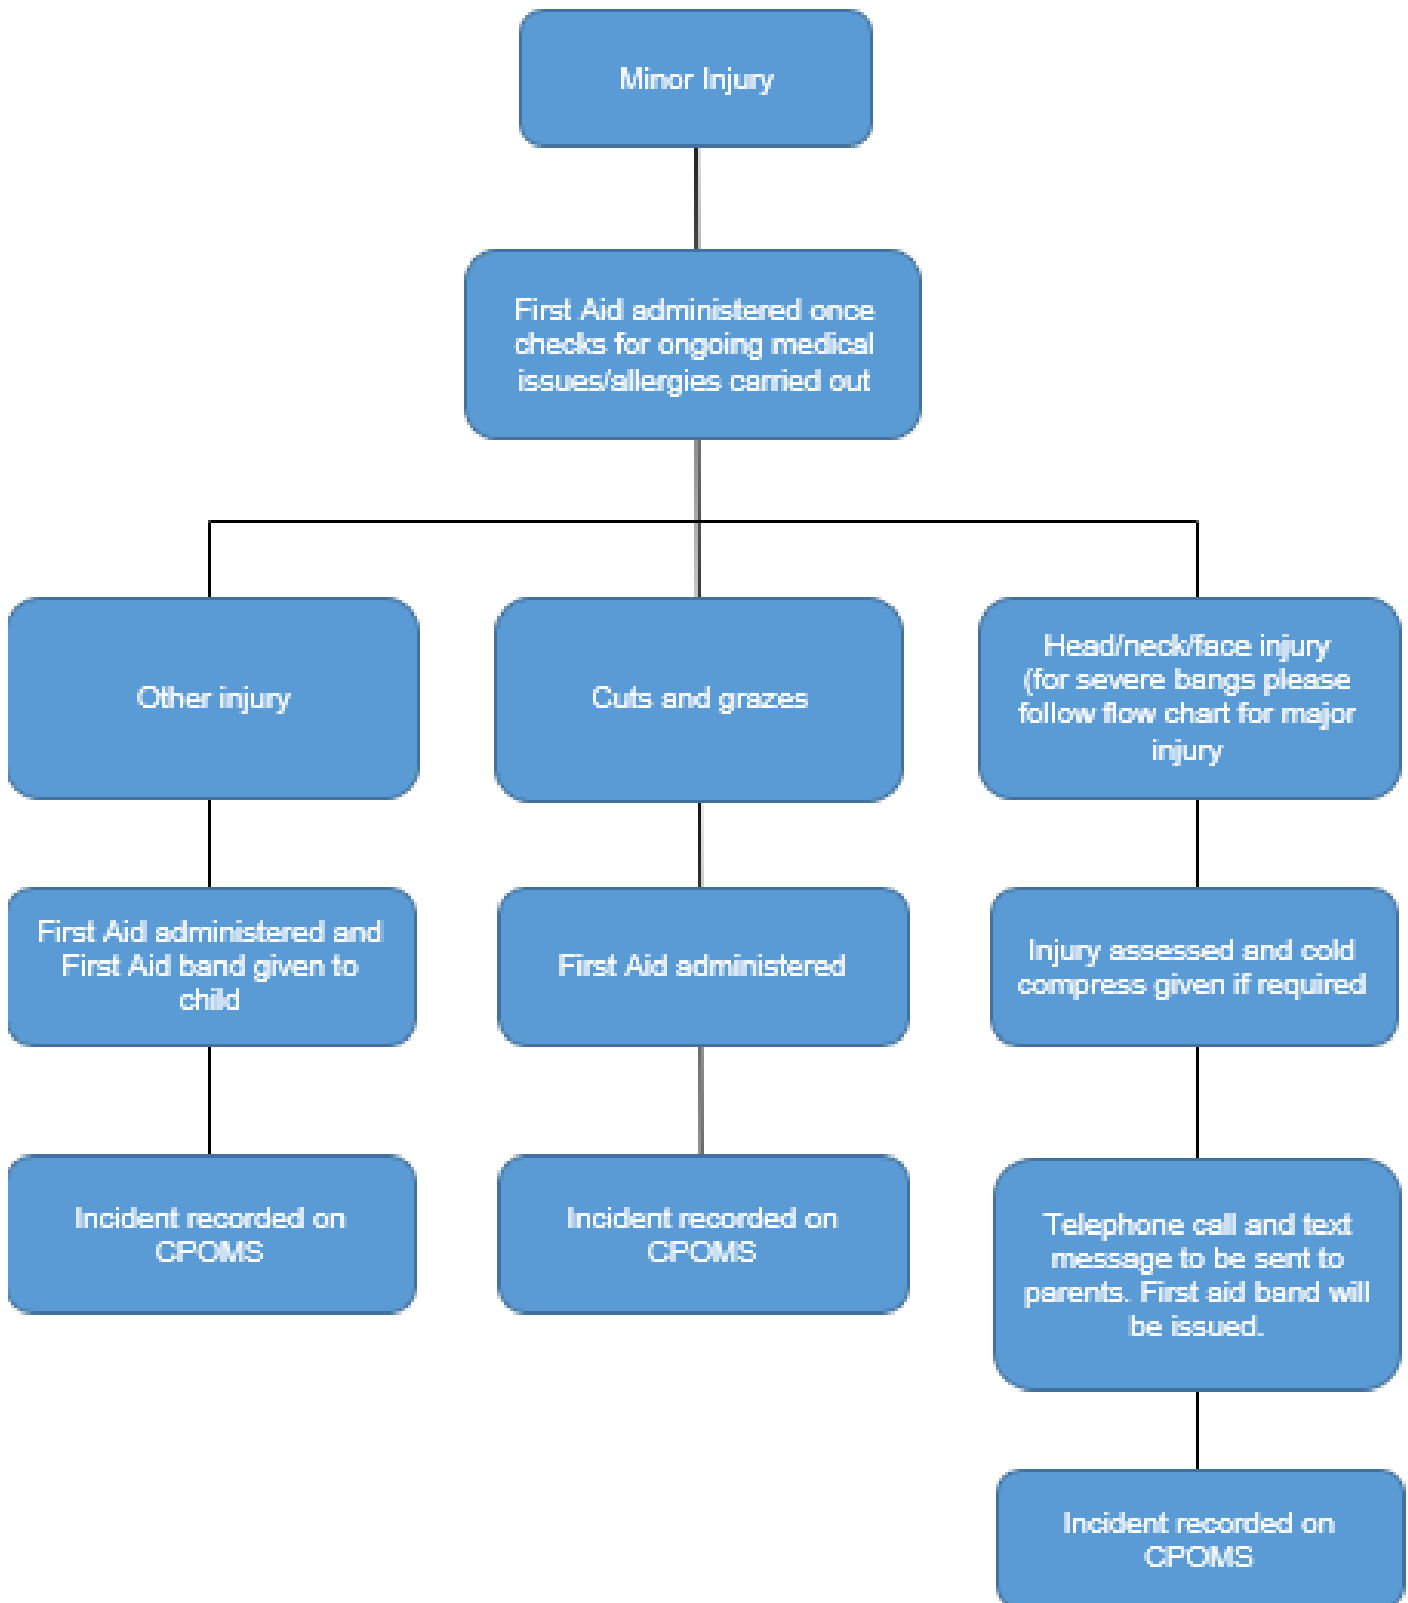 Minor Injury
First Aid administered once
checks for ongoing medical
issues/allergies carried out
Other injury
Cuts and grazes
Head/neck/face injury
(for severe bangs please
follow flow chart for major
injury
First Aid administered and
First Aid band given to
child
First Aid administered
Injury assessed and cold
compress given if required
Incident recorded on
CPOMS
Incident recorded on
CPOMS
Telephone call and text
message to be sent to
parents. First aid band will
be issued.
Incident recorded on
CPOMS